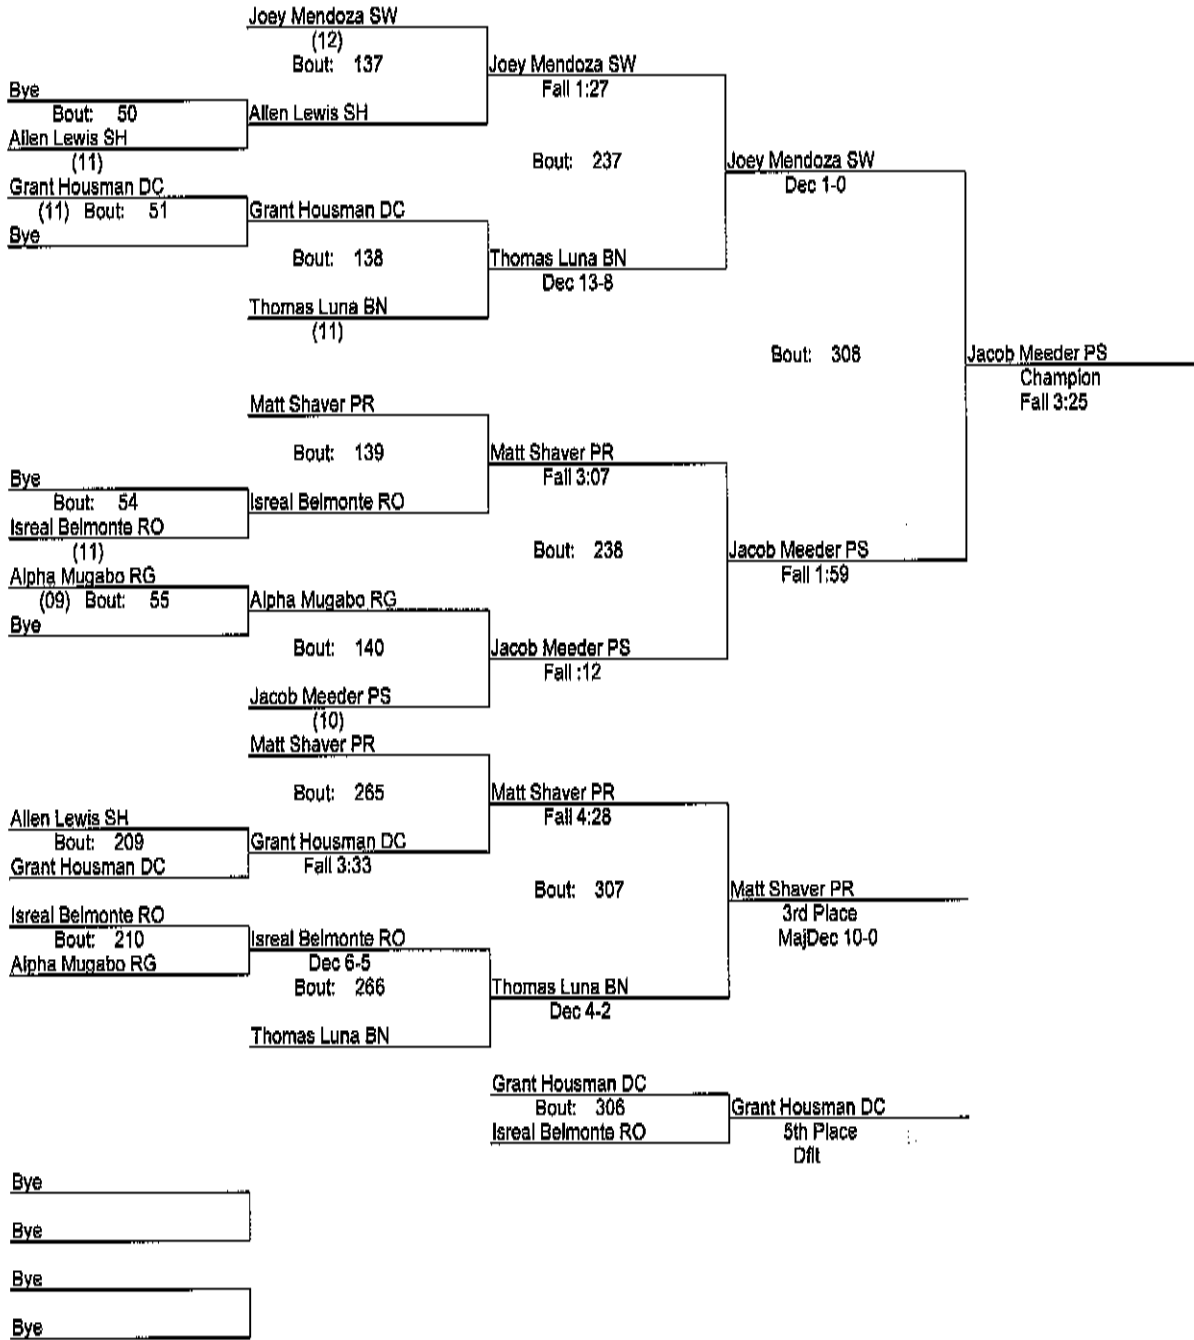 Joey Mendoza SW
(12)
Bout: 137
Joey Mendoza SW
Fall 1:27
Bye
Bout: 50
Allen Lewis SH
Allen Lewis SH
(11)
Bout: 237
Joey Mendoza SW
Dec 1-0
Grant Housman DC
(11) Bout: 51
Grant Housman DC
Bye
Bout: 138
Thomas Luna BN
Dec 13-8
Thomas Luna BN
(11)
Bout: 308
Jacob Meeder PS
Champion
Fall 3:25
Matt Shaver PR
Bout: 139
Matt Shaver PR
Fall 3:07
Bye
Bout: 54
Isreal Belmonte RO
Isreal Belmonte RO
(11)
Bout: 238
Jacob Meeder PS
Fall 1:59
Alpha Mugabo RG
(09) Bout: 55
Alpha Mugabo RG
Bye
Bout: 140
Jacob Meeder PS
Fall :12
Jacob Meeder PS
(10)
Matt Shaver PR
Bout: 265
Matt Shaver PR
Fall 4:28
Allen Lewis SH
Bout: 209
Grant Housman DC
Fall 3:33
Grant Housman DC
Bout: 307
Matt Shaver PR
3rd Place
MajDec 10-0
Isreal Belmonte RO
Bout: 210
Isreal Belmonte RO
Dec 6-5
Alpha Mugabo RG
Bout: 266
Thomas Luna BN
Dec 4-2
Thomas Luna BN
Grant Housman DC
Bout: 306
Grant Housman DC
5th Place
Dflt
Isreal Belmonte RO
Bye
Bye
Bye
Bye